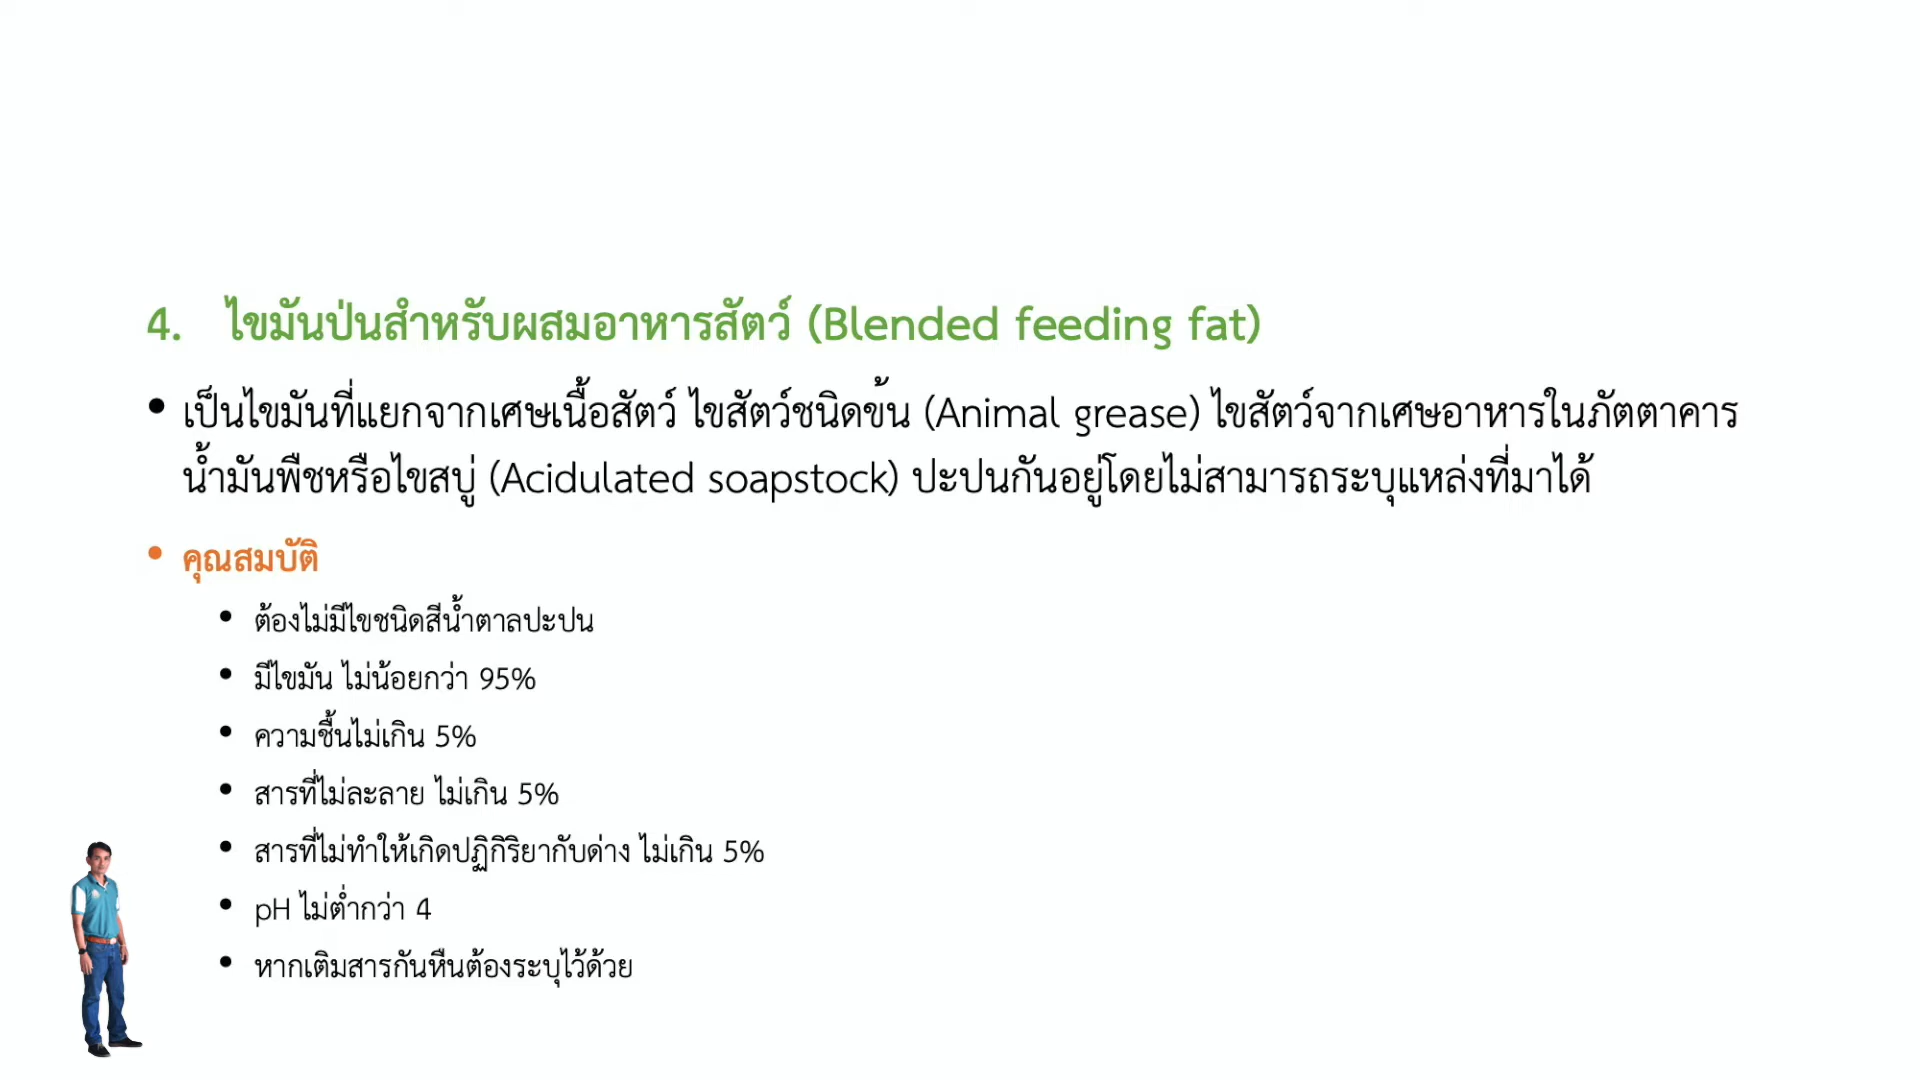 4. ไขมันป่นสำหรับผสมอาหารสัตว์ (Blended feeding fat)
• เป็นไขมันที่แยกจากเศษเนื้อสัตว์ ไขสัตว์ชนิดข้น (Animal grease) ไขสัตว์จากเศษอาหารในภัตตาคาร
น้ำมันพืชหรือไขสบู่ (Acidulated soapstock) ปะปนกันอยู่โดยไม่สามารถระบุแหล่งที่มาได้
• คุณสมบัติ
• ต้องไม่มีไขชนิดสีน้ำตาลปะปน
• มีไขมัน ไม่น้อยกว่า 95%
• ความชื้นไม่เกิน 5%
• สารที่ไม่ละลาย ไม่เกิน 5%
• สารที่ไม่ทำให้เกิดปฏิกิริยากับด่าง ไม่เกิน 5%
• pH ไม่ต่ำกว่า 4
• หากเติมสารกันหืนต้องระบุไว้ด้วย